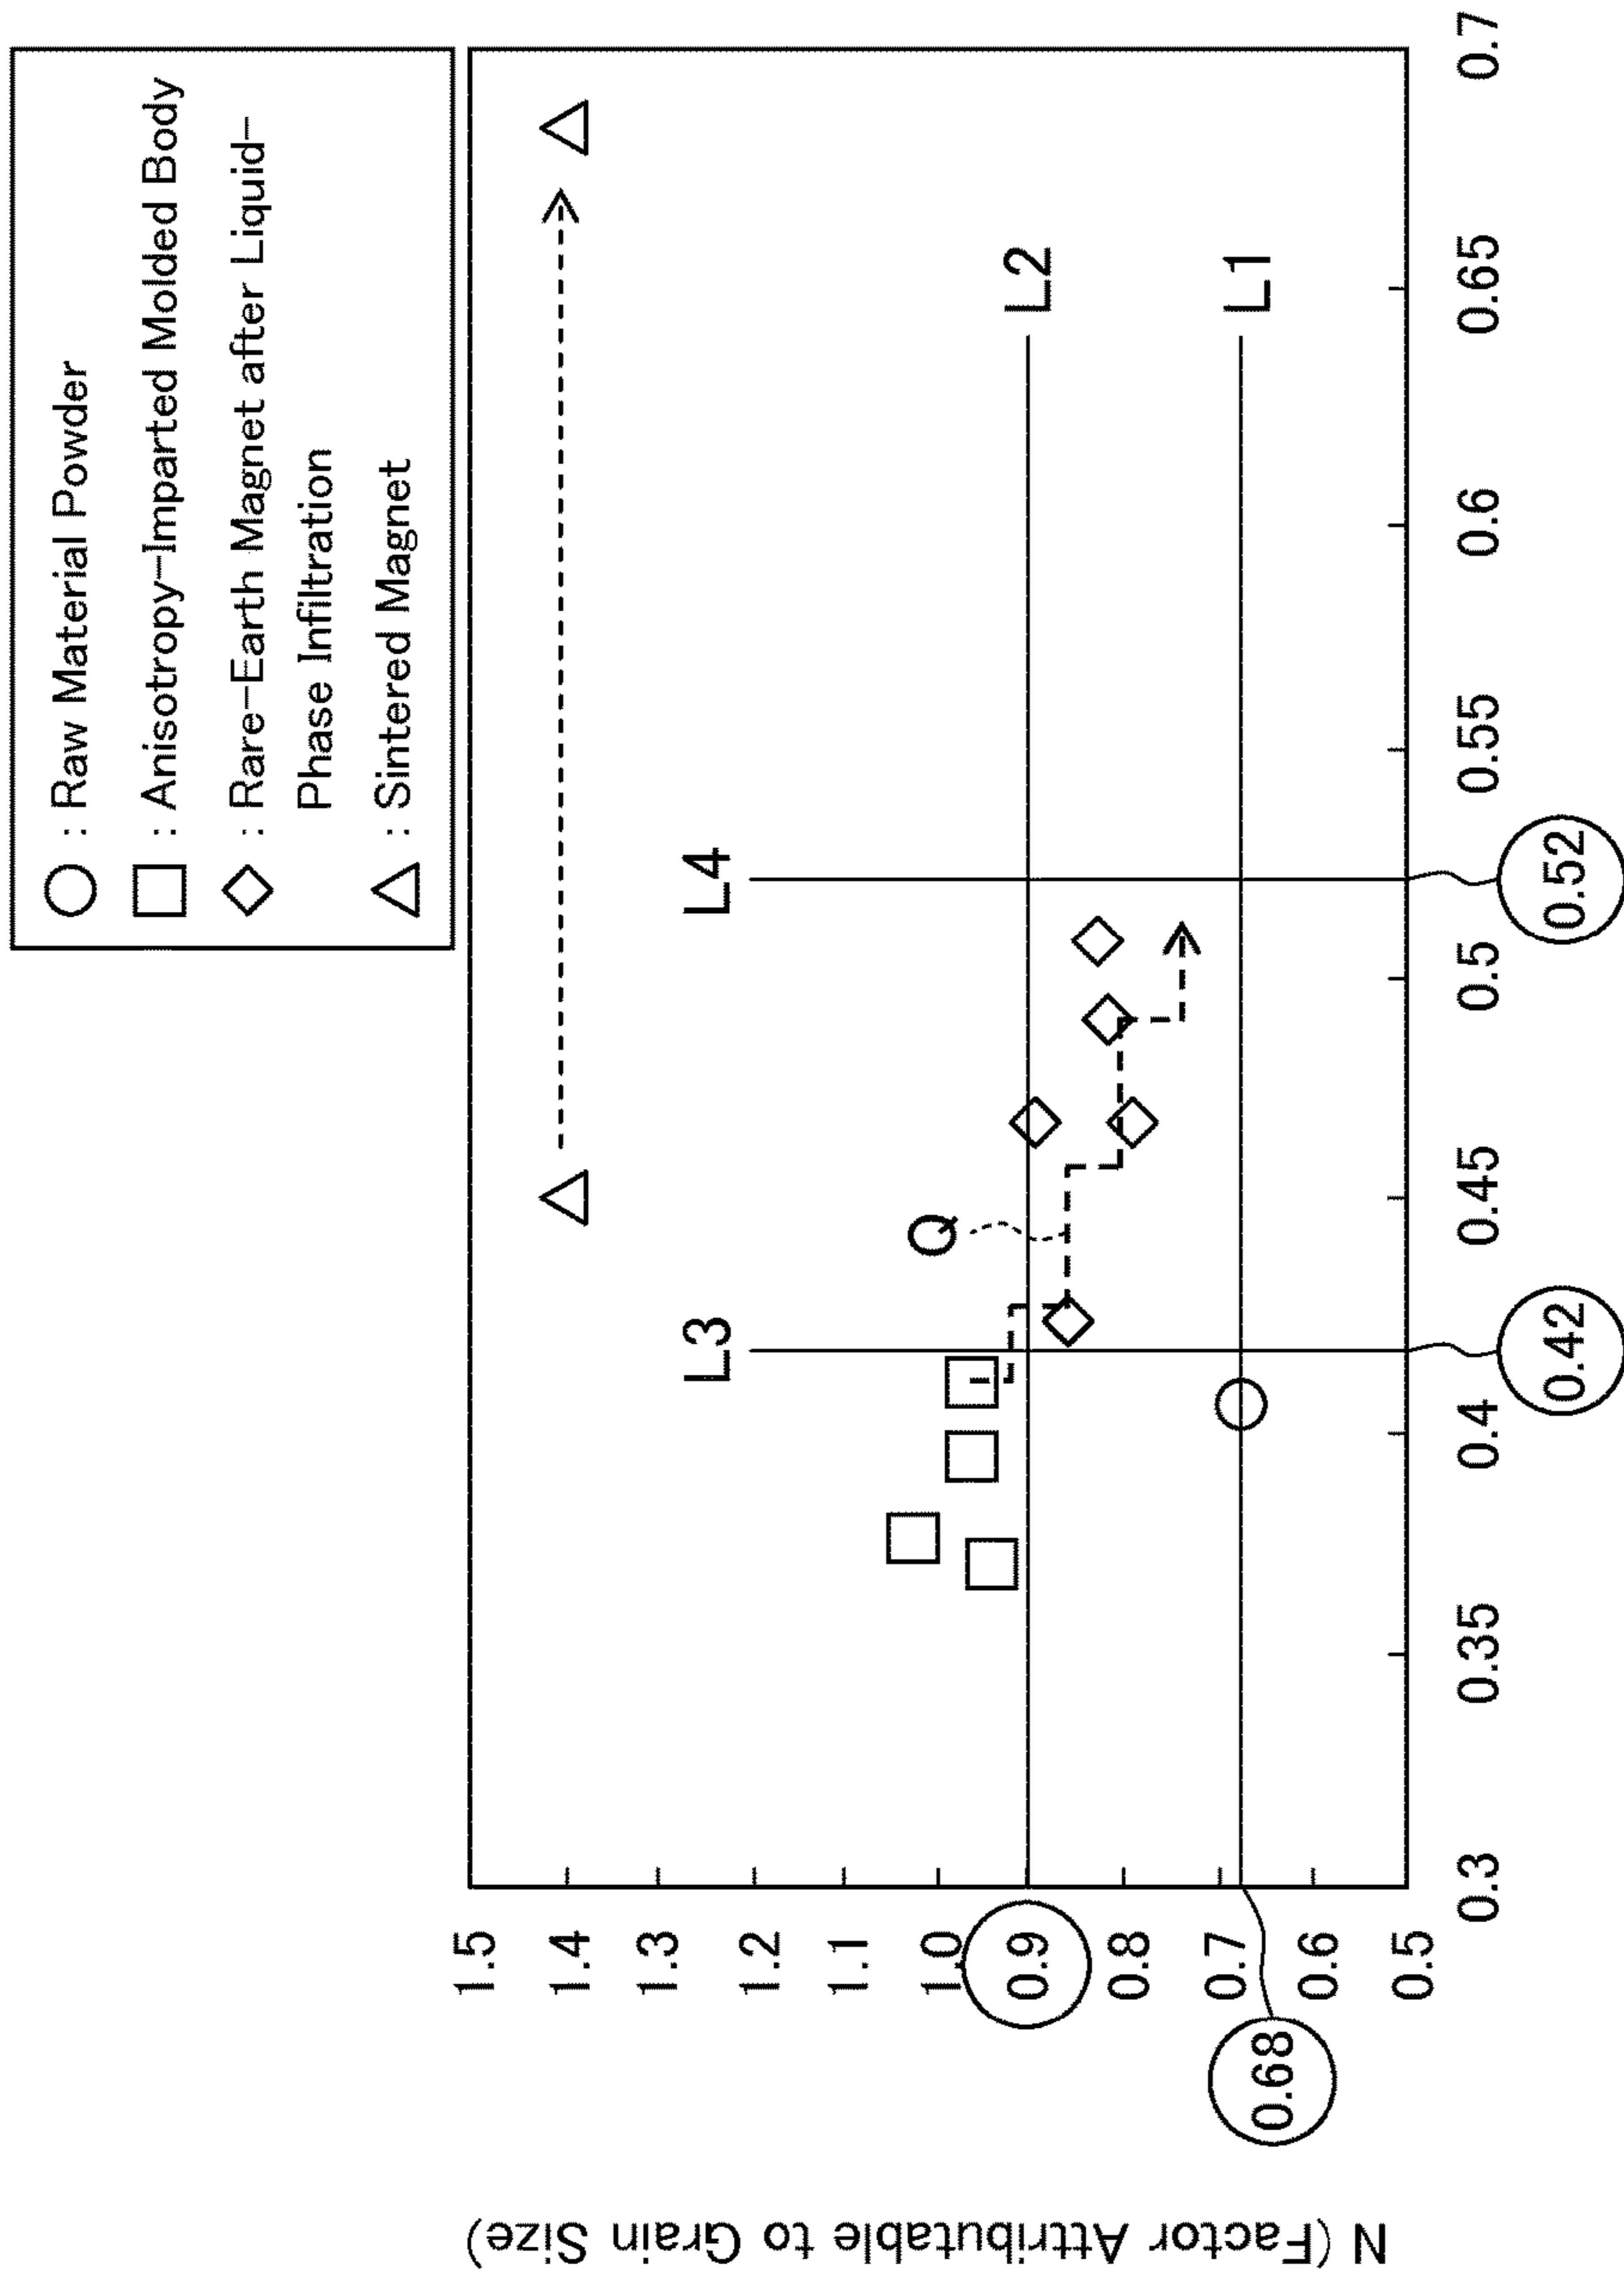 ○ : Raw Material Powder
□ : Anisotropy-Imparted Molded Body
◇ : Rare-Earth Magnet after Liquid-
Phase Infiltration
△ : Sintered Magnet
N (Factor Attributable to Grain Size)
1.5
1.4
1.3
1.2
1.1
1.0
0.9
0.8
0.7
0.68
0.6
0.5
L3
L4
Q
L2
L1
0.3
0.35
0.4
0.42
0.45
0.5
0.52
0.55
0.6
0.65
0.7